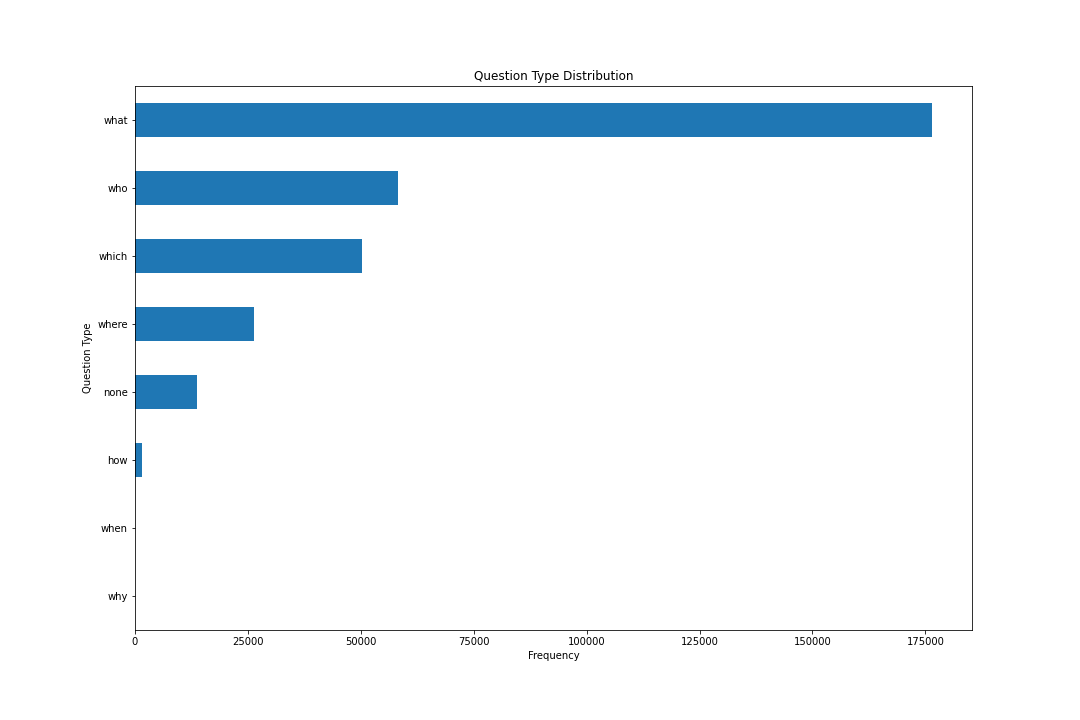 Question Type Distribution
what
who
which
where
none
how
when
why
Question Type
0 25000 50000 75000 100000 125000 150000 175000
Frequency